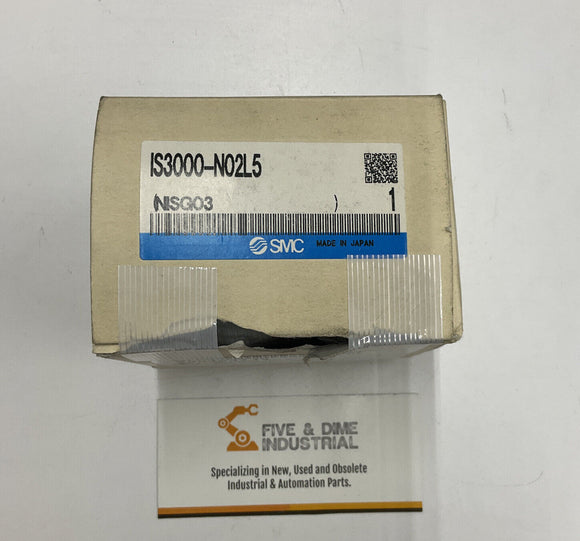 IS3000-N02L5
(NISQ03 ) 1
SMC MADE IN JAPAN
FIVE & DIME
INDUSTRIAL
Specializing in New, Used and Obsolete
Industrial & Automation Parts.